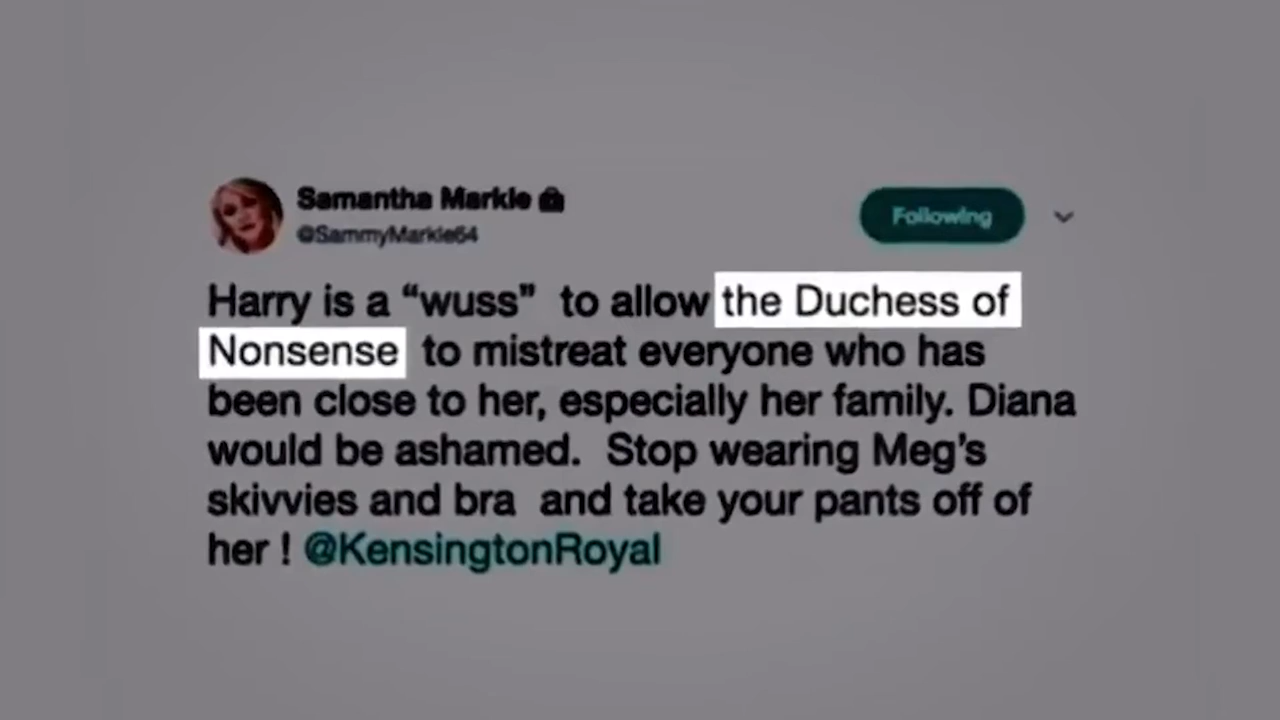 Samantha Markle
@SammyMarkle64
Following
Harry is a “wuss” to allow the Duchess of
Nonsense to mistreat everyone who has
been close to her, especially her family. Diana
would be ashamed. Stop wearing Meg’s
skivvies and bra and take your pants off of
her ! @KensingtonRoyal